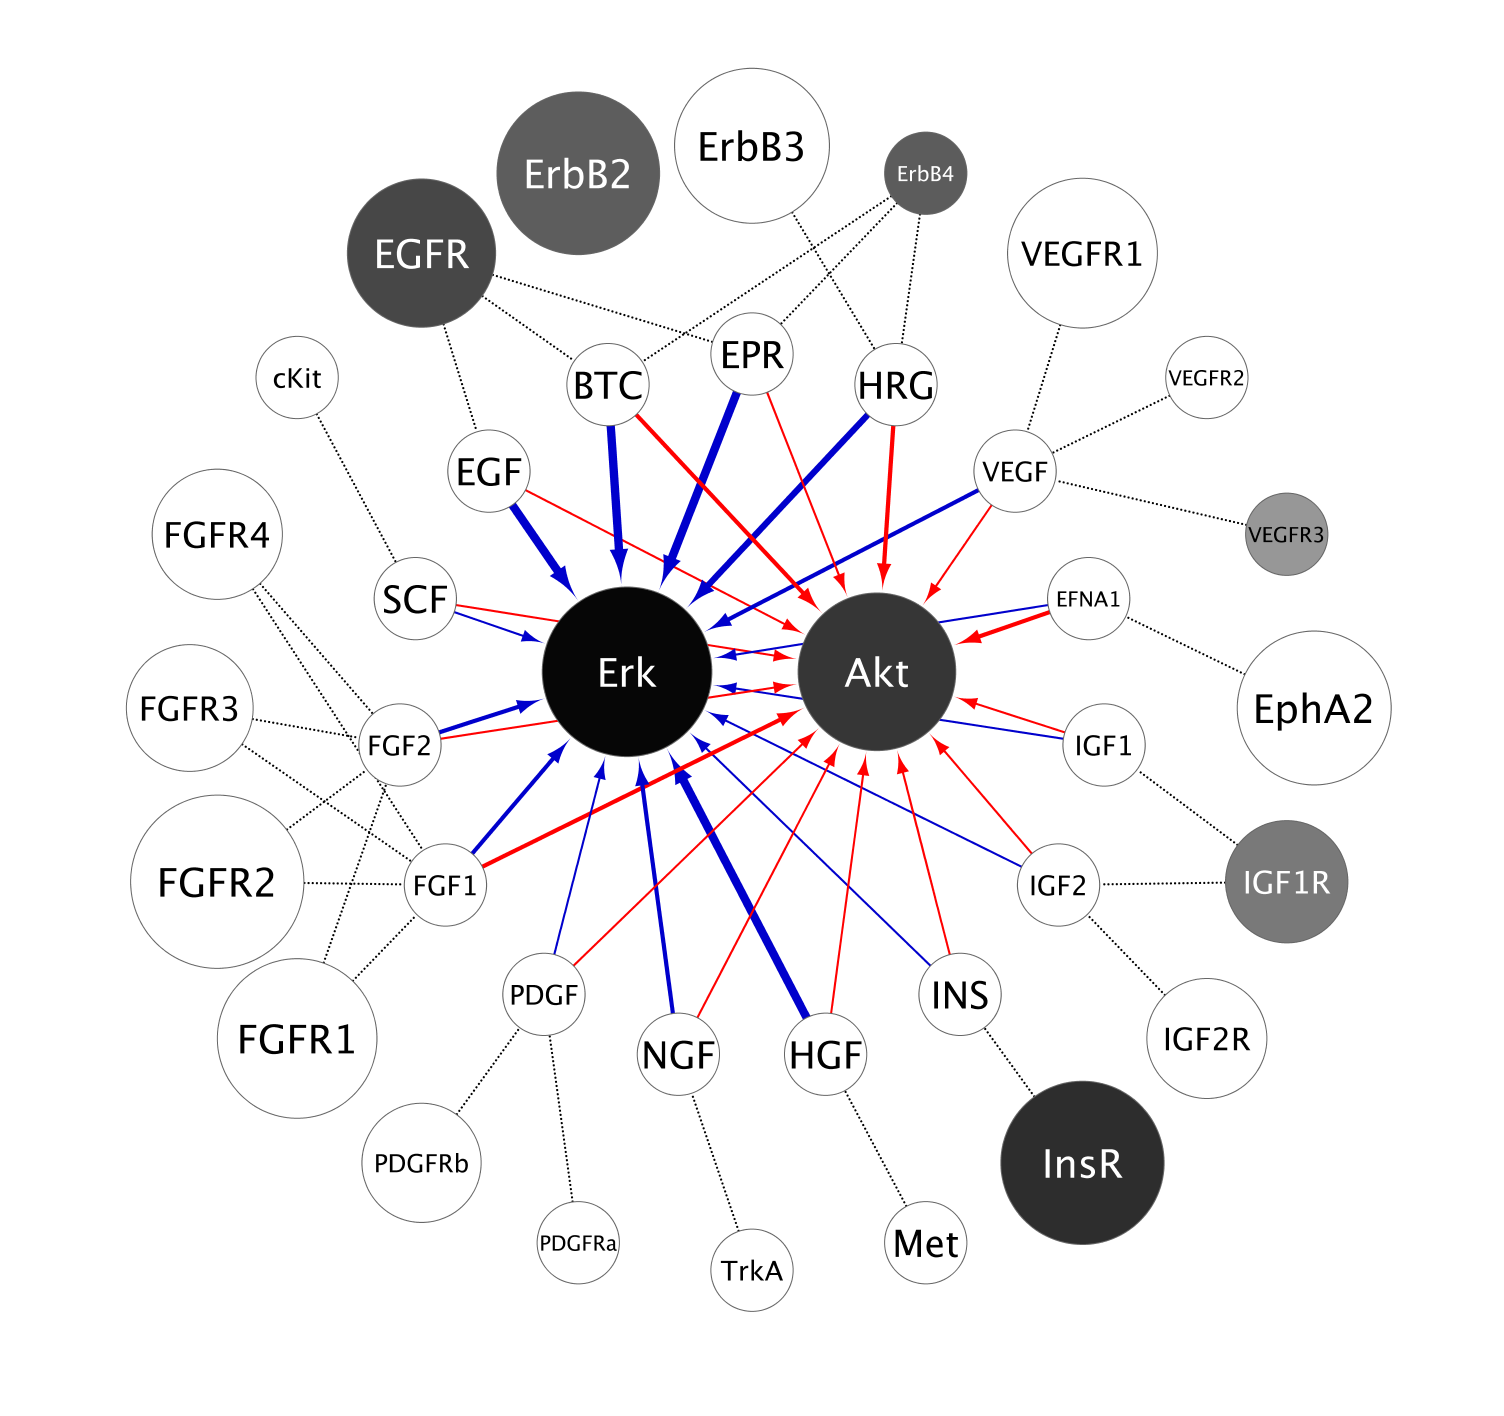 ErbB3
ErbB2
ErbB4
EGFR
VEGFR1
EPR
cKit
BTC
HRG
VEGFR2
EGF
VEGF
FGFR4
VEGFR3
SCF
EFNA1
Erk
Akt
FGFR3
EphA2
FGF2
IGF1
FGFR2
FGF1
IGF2
IGF1R
PDGF
INS
FGFR1
IGF2R
NGF
HGF
PDGFRb
InsR
PDGFRa
Met
TrkA